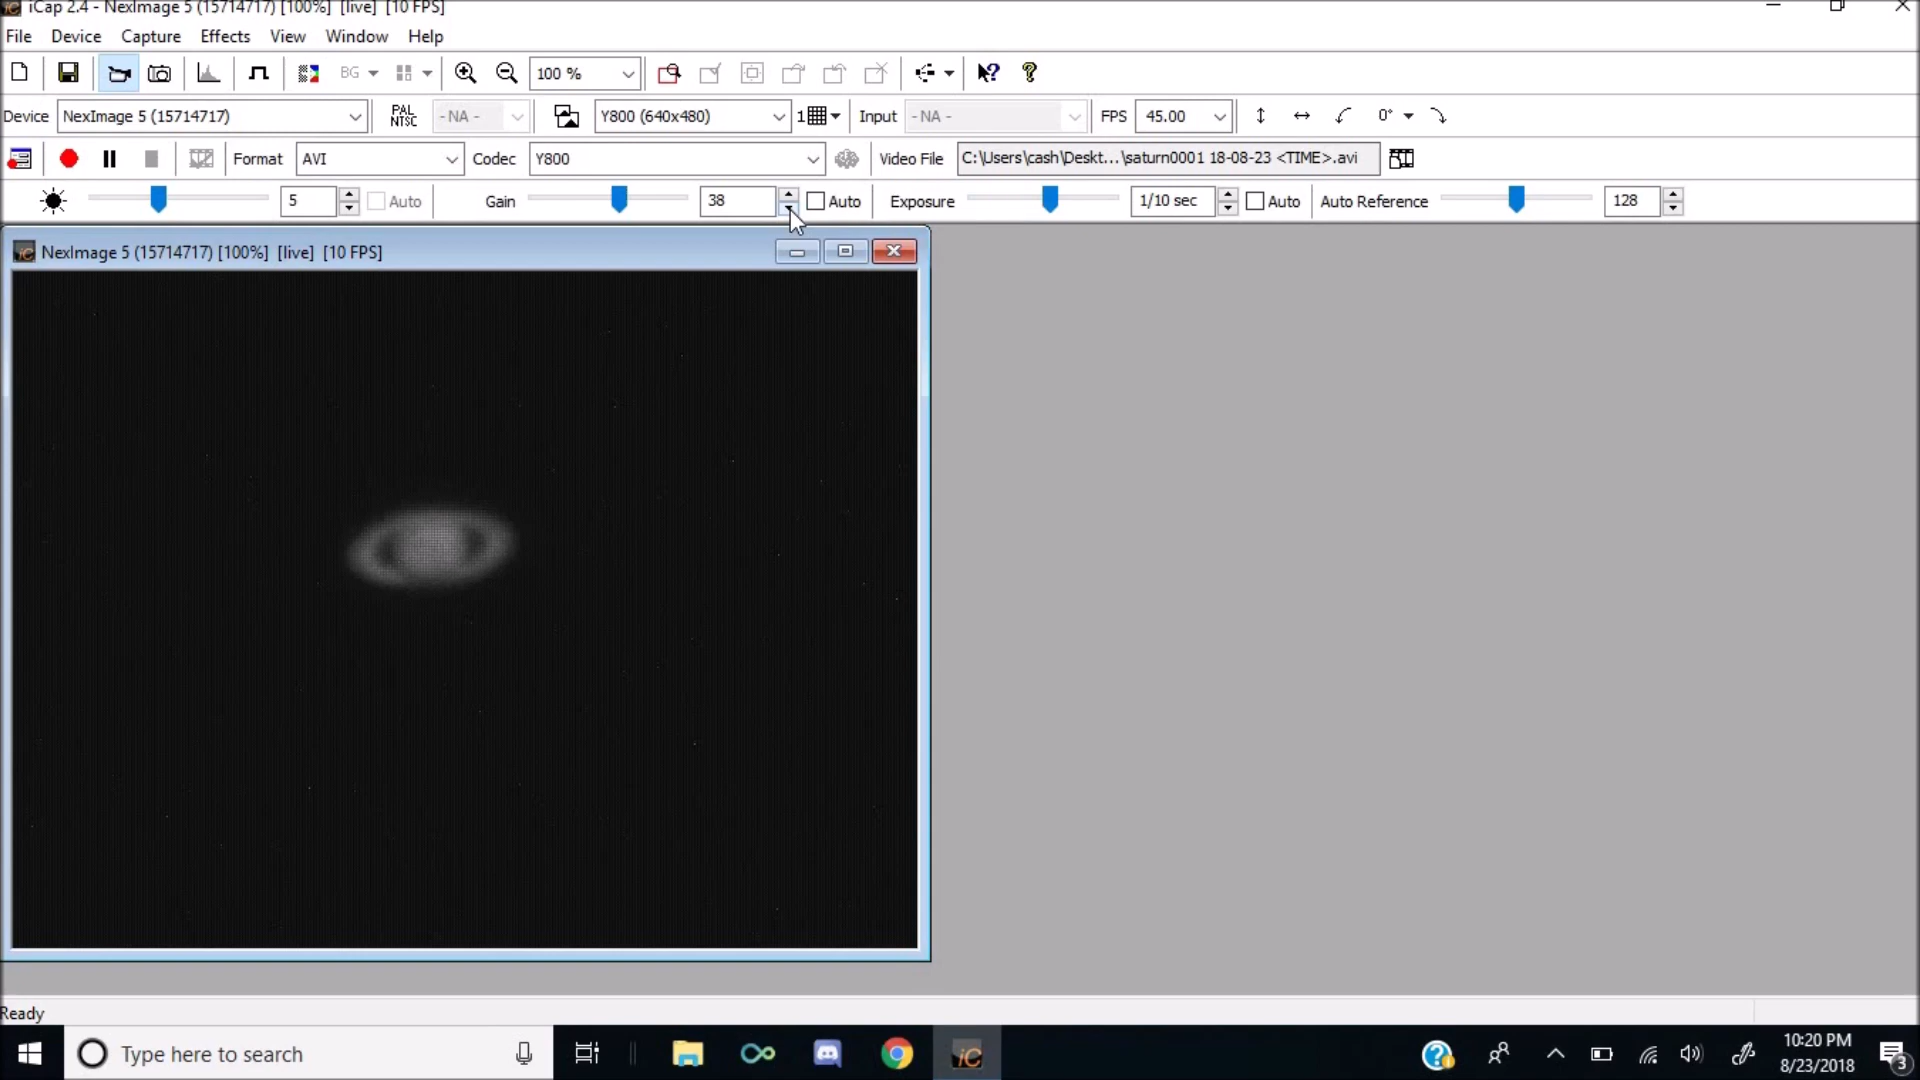 iCap 2.4 - NexImage 5 (15714717) [100%]  [live]  [10 FPS]
File Device Capture Effects View Window Help
BG 100 %
Device NexImage 5 (15714717) PAL NTSC - NA - Y800 (640x480) 1 Input - NA - FPS 45.00 0°
Format AVI Codec Y800 Video File C:\Users\cash\Deskt...\saturn0001 18-08-23 <TIME>.avi
5 Auto Gain 38 Auto Exposure 1/10 sec Auto Auto Reference 128
iC NexImage 5 (15714717) [100%]  [live]  [10 FPS]
Ready
Type here to search iC 10:20 PM
8/23/2018 3